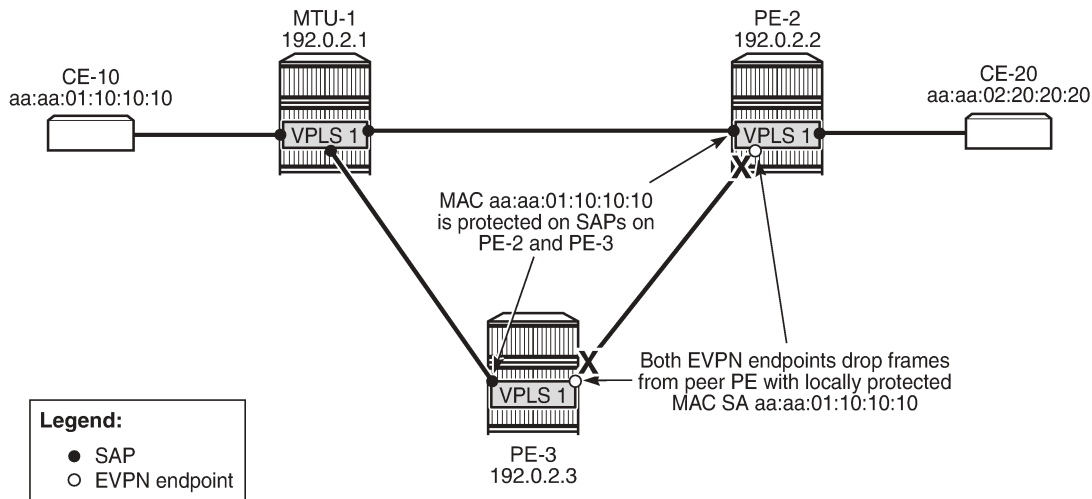 MTU-1
192.0.2.1
PE-2
192.0.2.2
CE-10
aa:aa:01:10:10:10
CE-20
aa:aa:02:20:20:20
VPLS 1
VPLS 1
X
MAC aa:aa:01:10:10:10
is protected on SAPs on
PE-2 and PE-3
X
Both EVPN endpoints drop frames
from peer PE with locally protected
MAC SA aa:aa:01:10:10:10
VPLS 1
PE-3
192.0.2.3
Legend:
SAP
EVPN endpoint